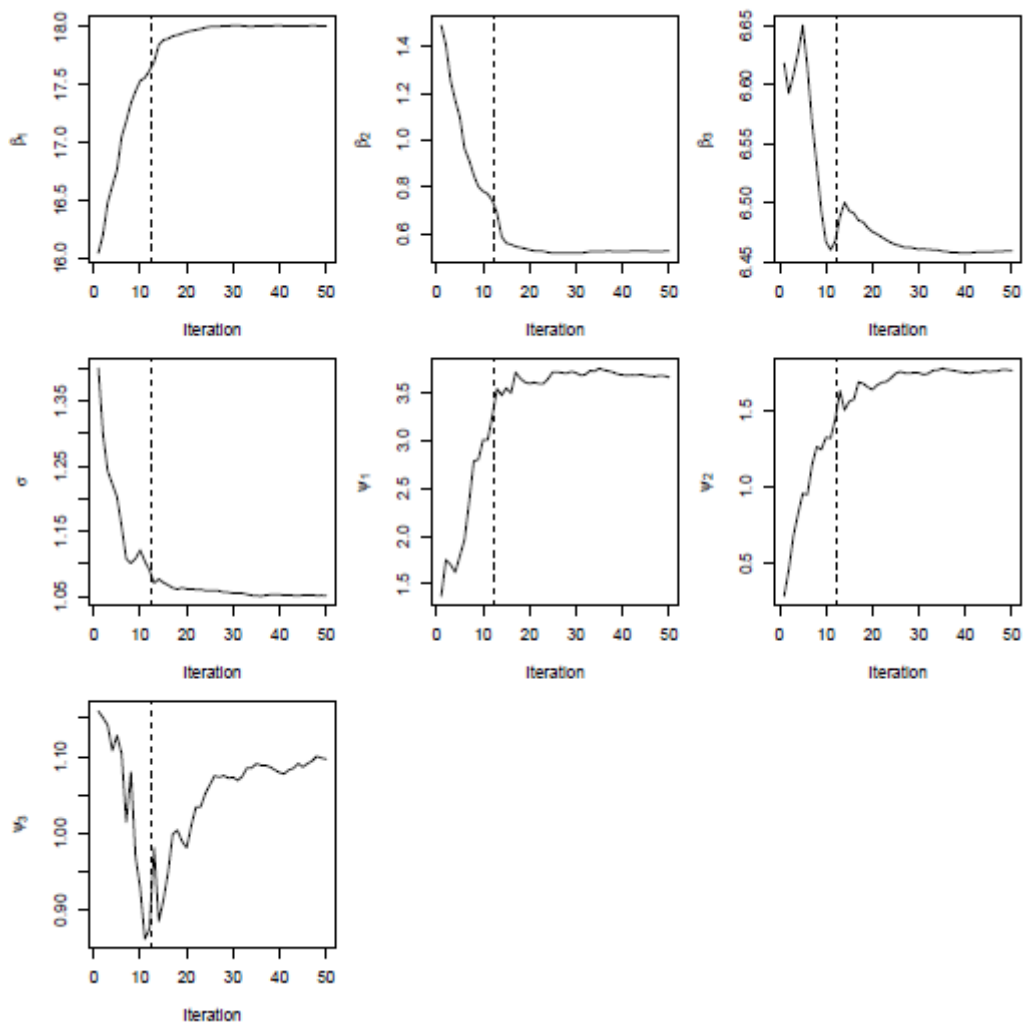 β1
16.0 16.5 17.0 17.5 18.0
0 10 20 30 40 50
Iteration
β2
0.6 0.8 1.0 1.2 1.4
0 10 20 30 40 50
Iteration
β3
6.45 6.50 6.55 6.60 6.65
0 10 20 30 40 50
Iteration
σ
1.05 1.15 1.25 1.35
0 10 20 30 40 50
Iteration
ψ1
1.5 2.0 2.5 3.0 3.5
0 10 20 30 40 50
Iteration
ψ2
0.5 1.0 1.5
0 10 20 30 40 50
Iteration
ψ3
0.90 1.00 1.10
0 10 20 30 40 50
Iteration